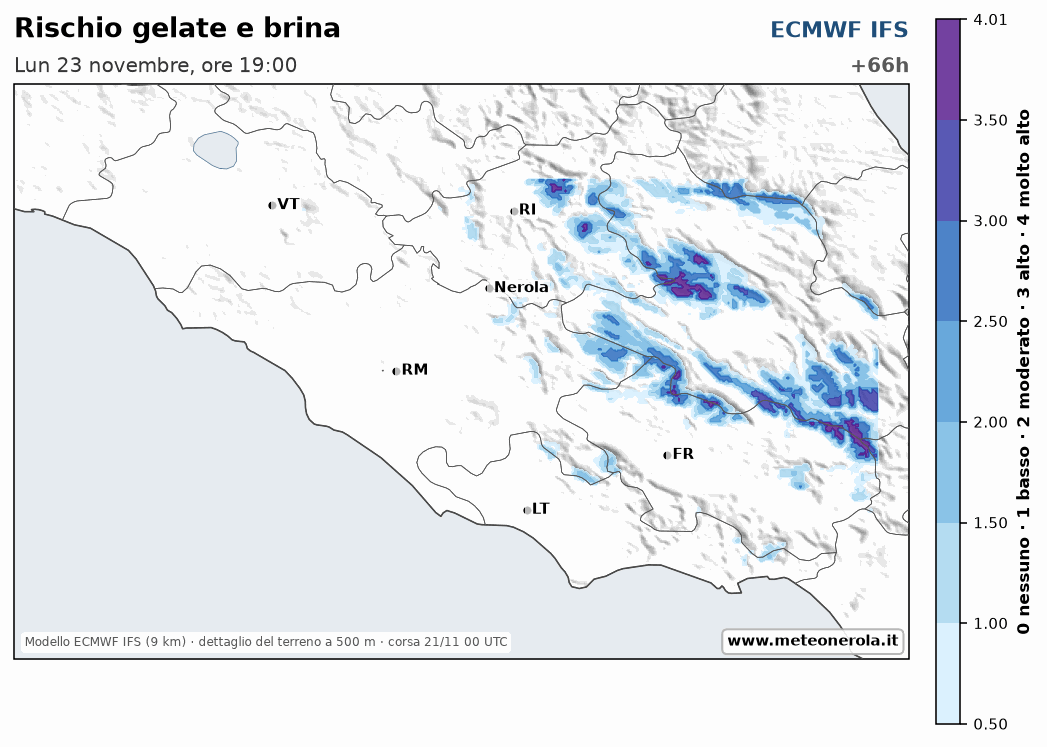 Rischio gelate e brina
ECMWF IFS
Lun 23 novembre, ore 19:00
+66h
VT
RI
Nerola
RM
FR
LT
Modello ECMWF IFS (9 km) · dettaglio del terreno a 500 m · corsa 21/11 00 UTC
www.meteonerola.it
4.01
3.50
3.00
2.50
2.00
1.50
1.00
0.50
0 nessuno · 1 basso · 2 moderato · 3 alto · 4 molto alto